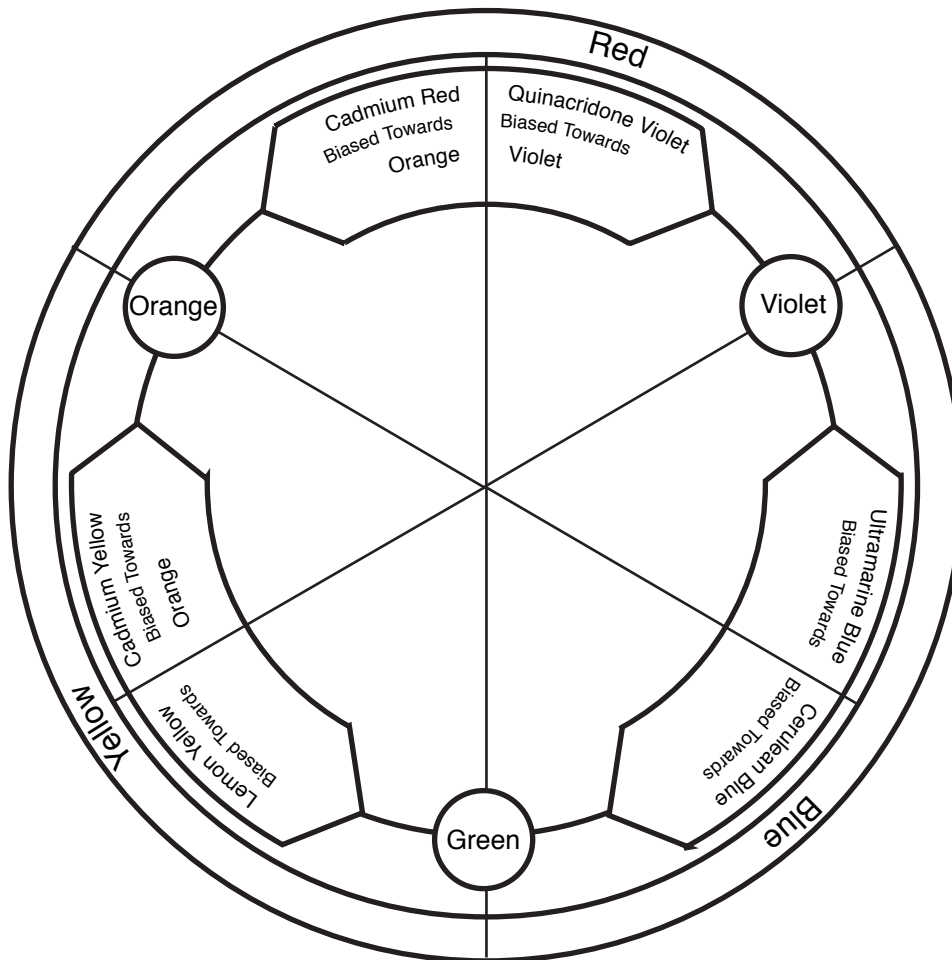 Red
Cadmium Red
Biased Towards
Orange
Quinacridone Violet
Biased Towards
Violet
Orange
Violet
Cadmium Yellow
Biased Towards
Orange
Ultramarine Blue
Biased Towards
Lemon Yellow
Biased Towards
Cerulean Blue
Biased Towards
Yellow
Blue
Green